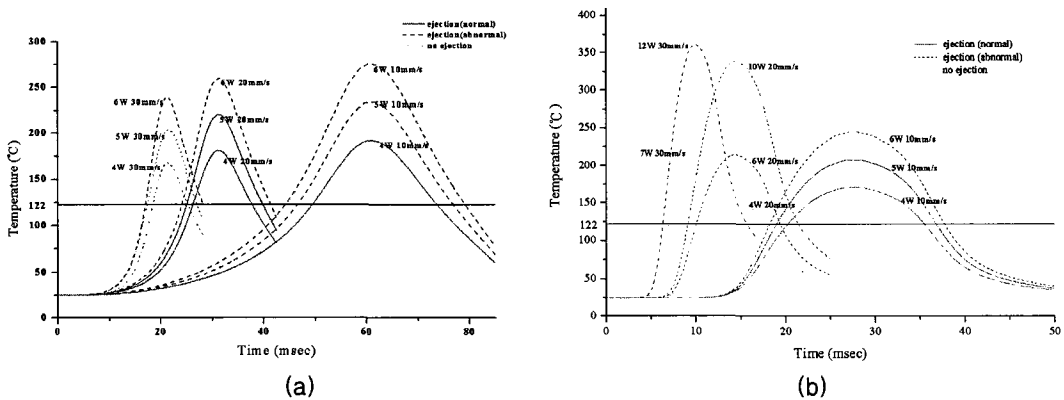 ejection(normal)
ejection(abnormal)
no ejection
300
250
200
150
122
100
50
0
Temperature (℃)
6W 30mm/s
5W 30mm/s
4W 30mm/s
6W 20mm/s
5W 20mm/s
4W 20mm/s
6W 10mm/s
5W 10mm/s
4W 10mm/s
0 20 40 60 80
Time (msec)
(a)
ejection (normal)
ejection (abnormal)
no ejection
400
350
300
250
200
150
122
100
50
0
Temperature (℃)
12W 30mm/s
10W 20mm/s
7W 30mm/s
6W 20mm/s
4W 20mm/s
6W 10mm/s
5W 10mm/s
4W 10mm/s
0 10 20 30 40 50
Time (msec)
(b)